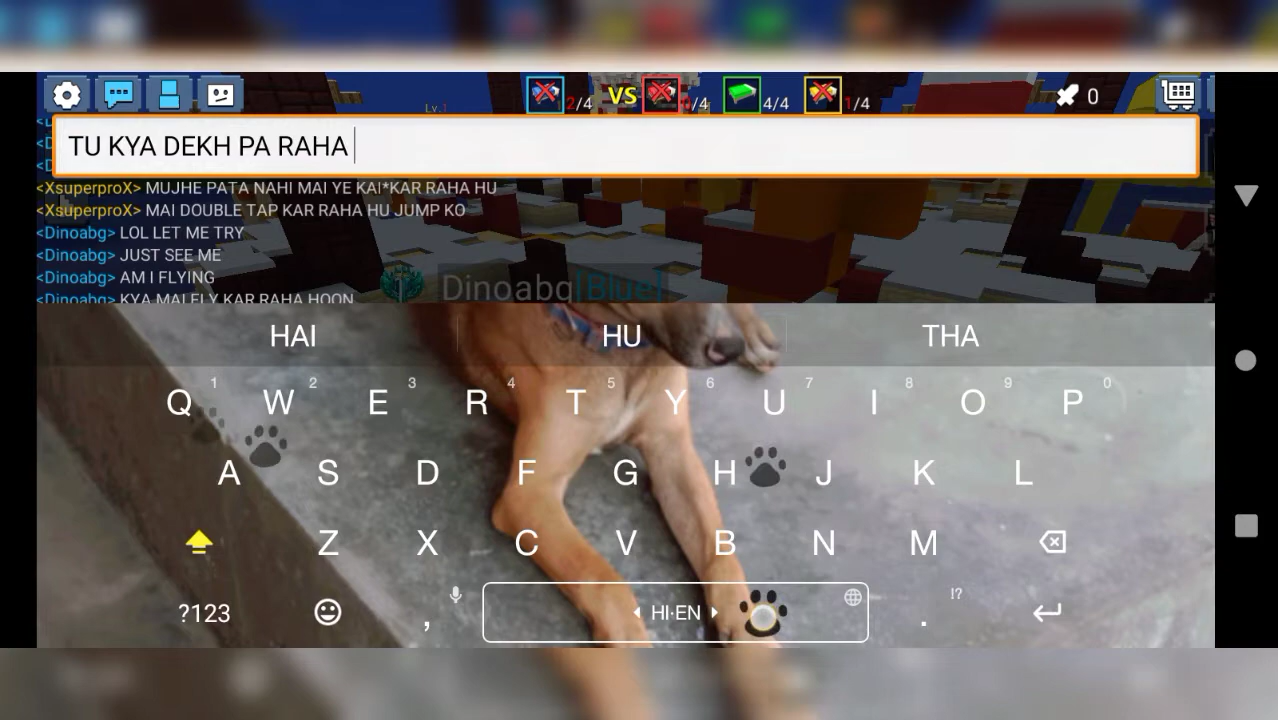 Lv.1
2/4
VS
0/4
4/4
1/4
0
TU KYA DEKH PA RAHA
<XsuperproX> MUJHE PATA NAHI MAI YE KAI*KAR RAHA HU
<XsuperproX> MAI DOUBLE TAP KAR RAHA HU JUMP KO
<Dinoabg> LOL LET ME TRY
<Dinoabg> JUST SEE ME
<Dinoabg> AM I FLYING
<Dinoabg> KYA MAI FLY KAR RAHA HOON
Dinoabg[Blue]
HAI HU THA
1 2 3 4 5 6 7 8 9 0
Q W E R T Y U I O P
A S D F G H J K L
Z X C V B N M
?123 , HI·EN . !?